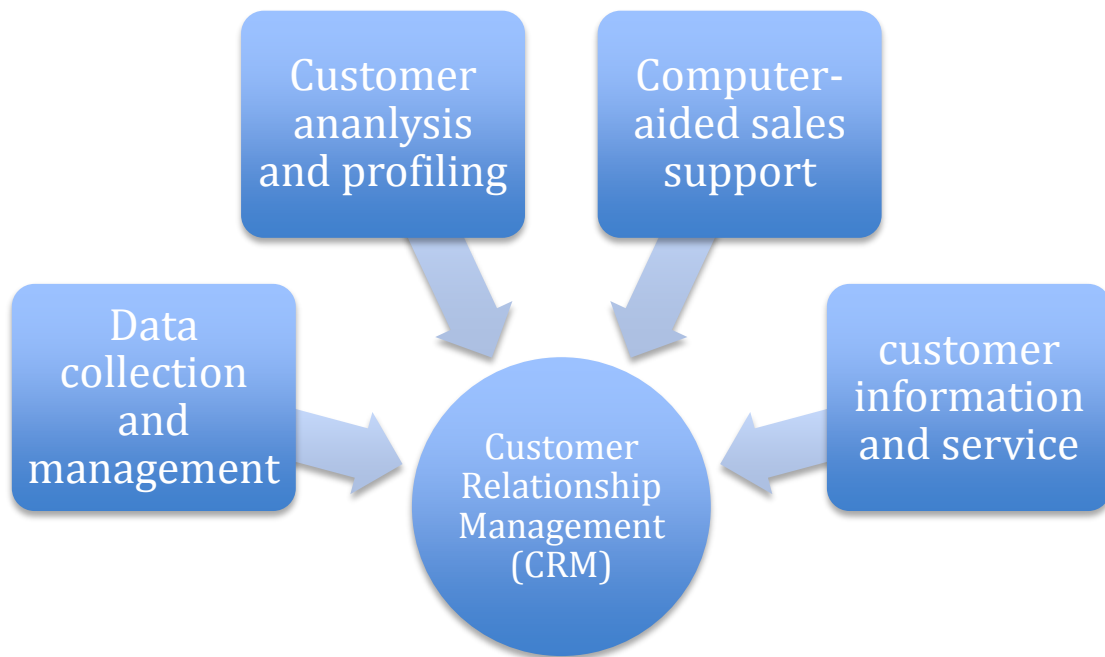 Customer
ananlysis
and profiling
Computer-
aided sales
support
Data
collection
and
management
customer
information
and service
Customer
Relationship
Management
(CRM)